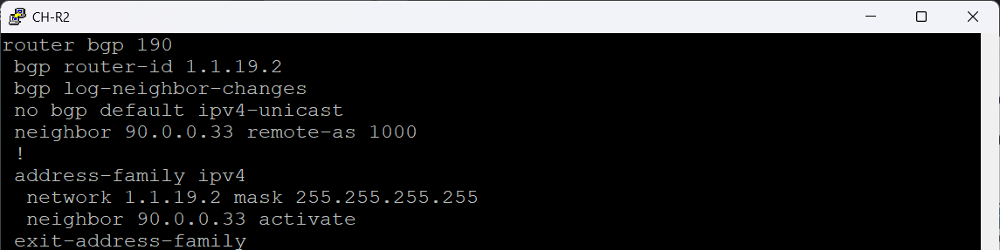 CH-R2
router bgp 190
bgp router-id 1.1.19.2
bgp log-neighbor-changes
no bgp default ipv4-unicast
neighbor 90.0.0.33 remote-as 1000
!
address-family ipv4
network 1.1.19.2 mask 255.255.255.255
neighbor 90.0.0.33 activate
exit-address-family